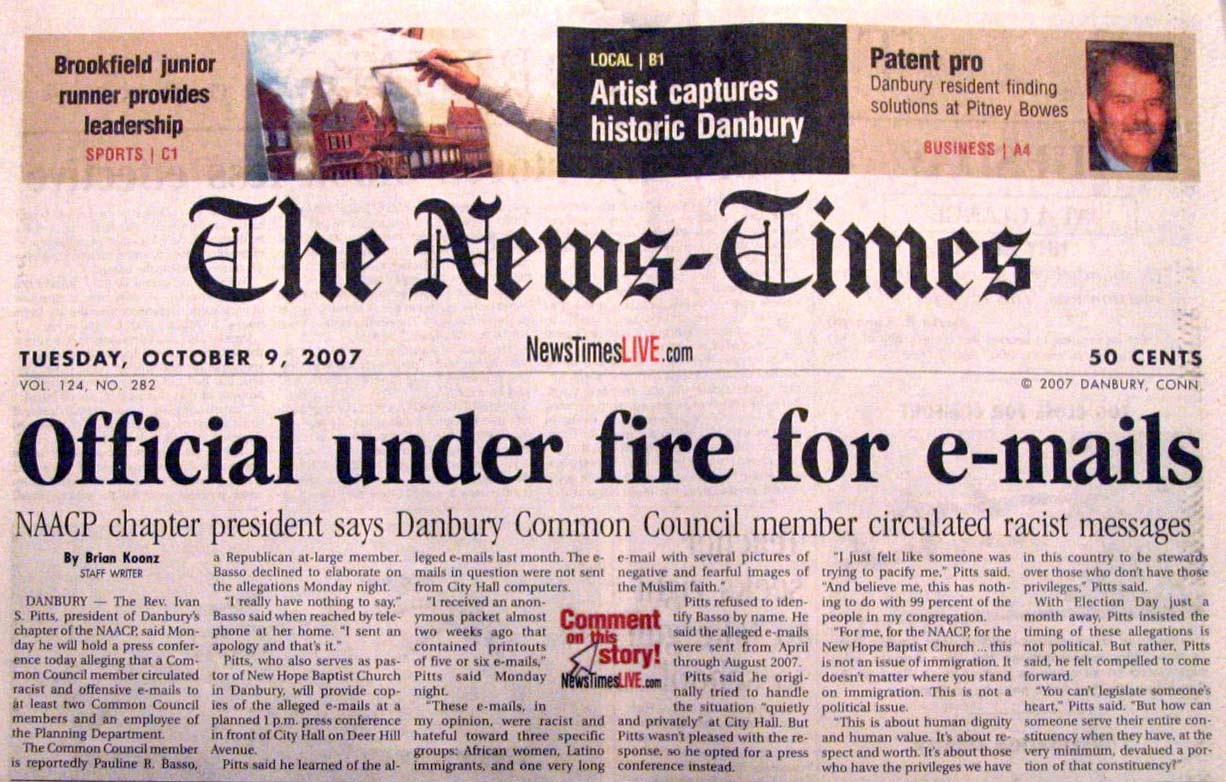 Brookfield junior
runner provides
leadership
SPORTS | C1
LOCAL | B1
Artist captures
historic Danbury
Patent pro
Danbury resident finding
solutions at Pitney Bowes
BUSINESS | A4
The News-Times
TUESDAY, OCTOBER 9, 2007
NewsTimesLIVE.com
50 CENTS
VOL. 124, NO. 282
© 2007 DANBURY, CONN.
Official under fire for e-mails
NAACP chapter president says Danbury Common Council member circulated racist messages
By Brian Koonz
STAFF WRITER
DANBURY — The Rev. Ivan
S. Pitts, president of Danbury's
chapter of the NAACP, said Mon-
day he will hold a press confer-
ence today alleging that a Com-
mon Council member circulated
racist and offensive e-mails to
at least two Common Council
members and an employee of
the Planning Department.
The Common Council member
is reportedly Pauline R. Basso,
a Republican at-large member.
Basso declined to elaborate on
the allegations Monday night.
"I really have nothing to say,"
Basso said when reached by tele-
phone at her home. "I sent an
apology and that's it."
Pitts, who also serves as pas-
tor of New Hope Baptist Church
in Danbury, will provide cop-
ies of the alleged e-mails at a
planned 1 p.m. press conference
in front of City Hall on Deer Hill
Avenue.
Pitts said he learned of the al-
leged e-mails last month. The e-
mails in question were not sent
from City Hall computers.
"I received an anon-
ymous packet almost
two weeks ago that
contained printouts
of five or six e-mails,"
Pitts said Monday
night.
"These e-mails, in
my opinion, were racist and
hateful toward three specific
groups: African women, Latino
immigrants, and one very long
Comment
on this
story!
NewsTimesLIVE.com
e-mail with several pictures of
negative and fearful images of
the Muslim faith."
Pitts refused to iden-
tify Basso by name. He
said the alleged e-mails
were sent from April
through August 2007.
Pitts said he origi-
nally tried to handle
the situation "quietly
and privately" at City Hall. But
Pitts wasn't pleased with the re-
sponse, so he opted for a press
conference instead.
"I just felt like someone was
trying to pacify me," Pitts said.
"And believe me, this has noth-
ing to do with 99 percent of the
people in my congregation.
"For me, for the NAACP, for the
New Hope Baptist Church ... this
is not an issue of immigration. It
doesn't matter where you stand
on immigration. This is not a
political issue.
"This is about human dignity
and human value. It's about re-
spect and worth. It's about those
who have the privileges we have
in this country to be stewards
over those who don't have those
privileges," Pitts said.
With Election Day just a
month away, Pitts insisted the
timing of these allegations is
not political. But rather, Pitts
said, he felt compelled to come
forward.
"You can't legislate someone's
heart," Pitts said. "But how can
someone serve their entire con-
stituency when they have, at the
very minimum, devalued a por-
tion of that constituency?"